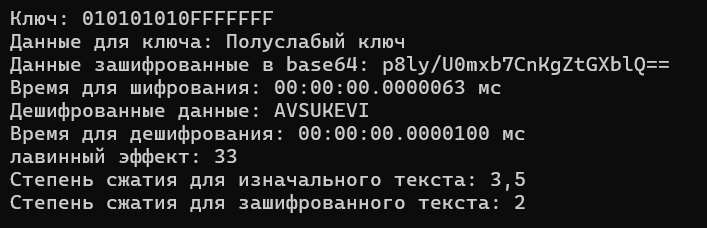 Ключ: 010101010FFFFFFF
Данные для ключа: Полуслабый ключ
Данные зашифрованные в base64: p8ly/U0mxb7CnKgZtGXblQ==
Время для шифрования: 00:00:00.0000063 мс
Дешифрованные данные: AVSUKEVI
Время для дешифрования: 00:00:00.0000100 мс
лавинный эффект: 33
Степень сжатия для изначального текста: 3,5
Степень сжатия для зашифрованного текста: 2